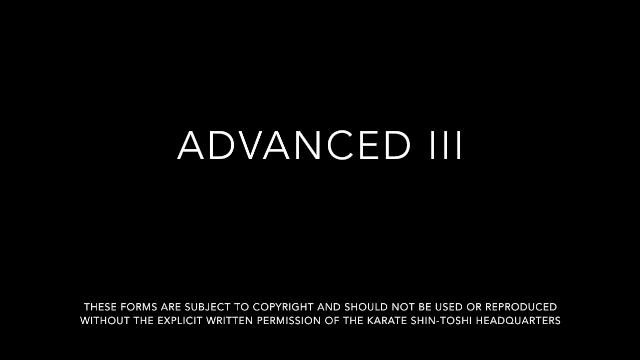 ADVANCED III
THESE FORMS ARE SUBJECT TO COPYRIGHT AND SHOULD NOT BE USED OR REPRODUCED
WITHOUT THE EXPLICIT WRITTEN PERMISSION OF THE KARATE SHIN-TOSHI HEADQUARTERS